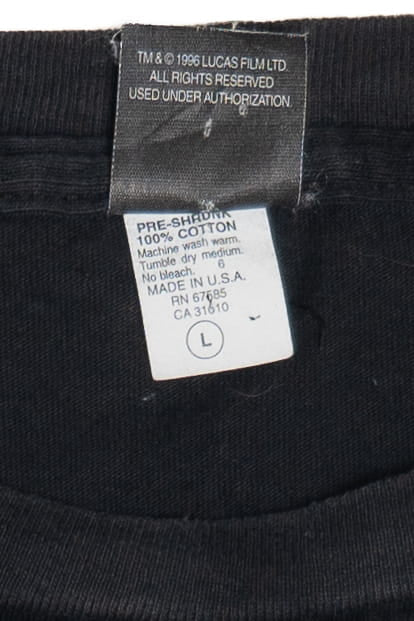 TM & © 1996 LUCAS FILM LTD.
ALL RIGHTS RESERVED
USED UNDER AUTHORIZATION
PRE-SHRUNK
100% COTTON
Machine wash warm.
Tumble dry medium.
No bleach. 6
MADE IN U.S.A.
RN 67685
CA 31610
L